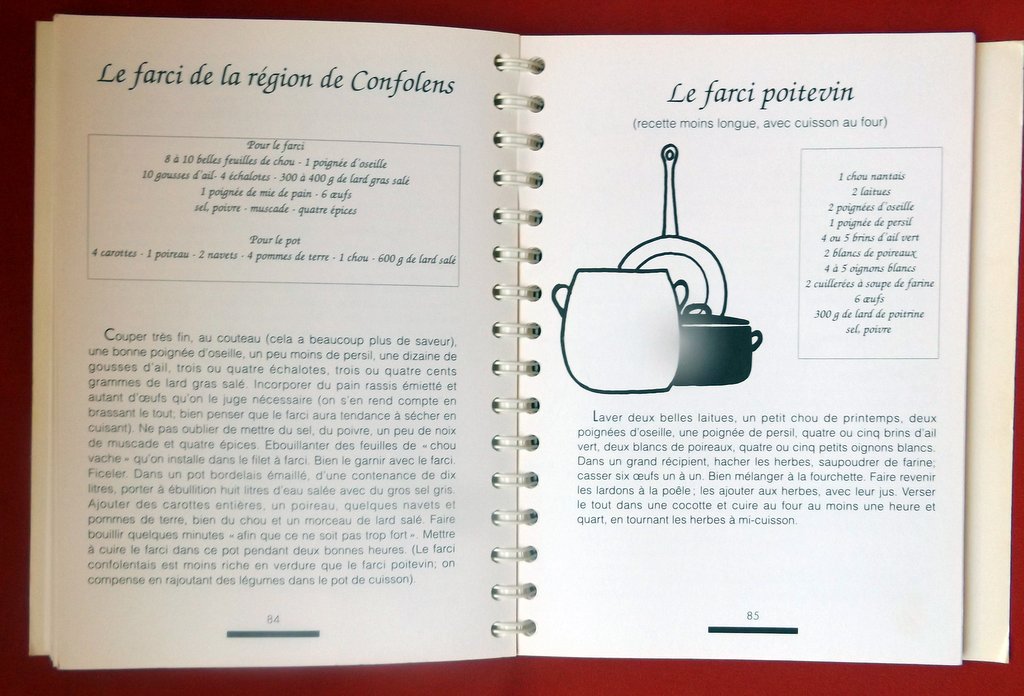 Le farci de la région de Confolens
Pour le farci
8 à 10 belles feuilles de chou - 1 poignée d'oseille
10 gousses d'ail- 4 échalotes - 300 à 400 g de lard gras salé
1 poignée de mie de pain - 6 œufs
sel, poivre - muscade - quatre épices
Pour le pot
4 carottes - 1 poireau - 2 navets - 4 pommes de terre - 1 chou - 600 g de lard salé
Couper très fin, au couteau (cela a beaucoup plus de saveur),
une bonne poignée d'oseille, un peu moins de persil, une dizaine de
gousses d'ail, trois ou quatre échalotes, trois ou quatre cents
grammes de lard gras salé. Incorporer du pain rassis émietté et
autant d'œufs qu'on le juge nécessaire (on s'en rend compte en
brassant le tout; bien penser que le farci aura tendance à sécher en
cuisant). Ne pas oublier de mettre du sel, du poivre, un peu de noix
de muscade et quatre épices. Ebouillanter des feuilles de « chou
vache » qu'on installe dans le filet à farci. Bien le garnir avec le farci.
Ficeler. Dans un pot bordelais émaillé, d'une contenance de dix
litres, porter à ébullition huit litres d'eau salée avec du gros sel gris.
Ajouter des carottes entières, un poireau, quelques navets et
pommes de terre, bien du chou et un morceau de lard salé. Faire
bouillir quelques minutes « afin que ce ne soit pas trop fort ». Mettre
à cuire le farci dans ce pot pendant deux bonnes heures. (Le farci
confolentais est moins riche en verdure que le farci poitevin; on
compense en rajoutant des légumes dans le pot de cuisson).
84
Le farci poitevin
(recette moins longue, avec cuisson au four)
1 chou nantais
2 laitues
2 poignées d'oseille
1 poignée de persil
4 ou 5 brins d'ail vert
2 blancs de poireaux
4 à 5 oignons blancs
2 cuillerées à soupe de farine
6 œufs
300 g de lard de poitrine
sel, poivre
Laver deux belles laitues, un petit chou de printemps, deux
poignées d'oseille, une poignée de persil, quatre ou cinq brins d'ail
vert, deux blancs de poireaux, quatre ou cinq petits oignons blancs.
Dans un grand récipient, hacher les herbes, saupoudrer de farine;
casser six œufs un à un. Bien mélanger à la fourchette. Faire revenir
les lardons à la poêle; les ajouter aux herbes, avec leur jus. Verser
le tout dans une cocotte et cuire au four au moins une heure et
quart, en tournant les herbes à mi-cuisson.
85